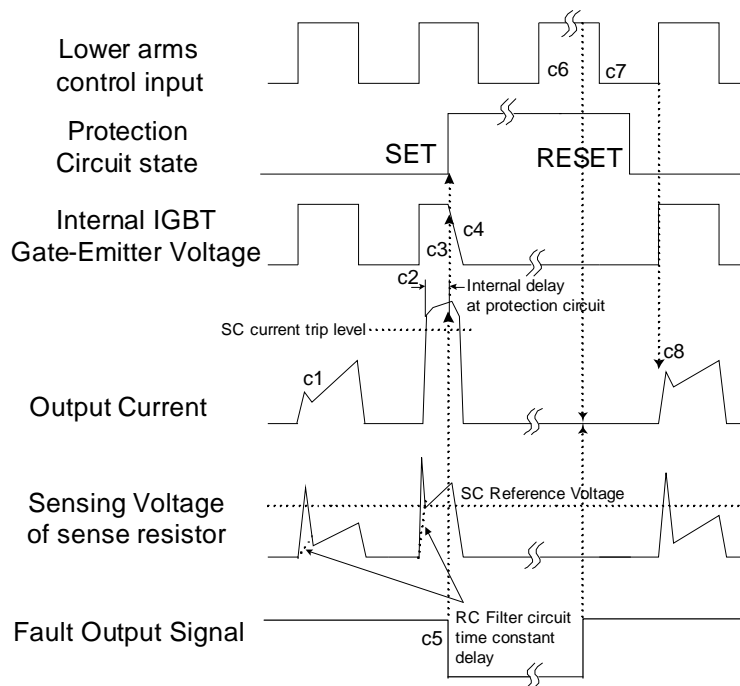 Lower arms
control input
c6
c7
Protection
Circuit state
SET
RESET
Internal IGBT
Gate-Emitter Voltage
c4
c3
c2
Internal delay
at protection circuit
SC current trip level
c1
c8
Output Current
Sensing Voltage
of sense resistor
SC Reference Voltage
Fault Output Signal
c5
RC Filter circuit
time constant
delay